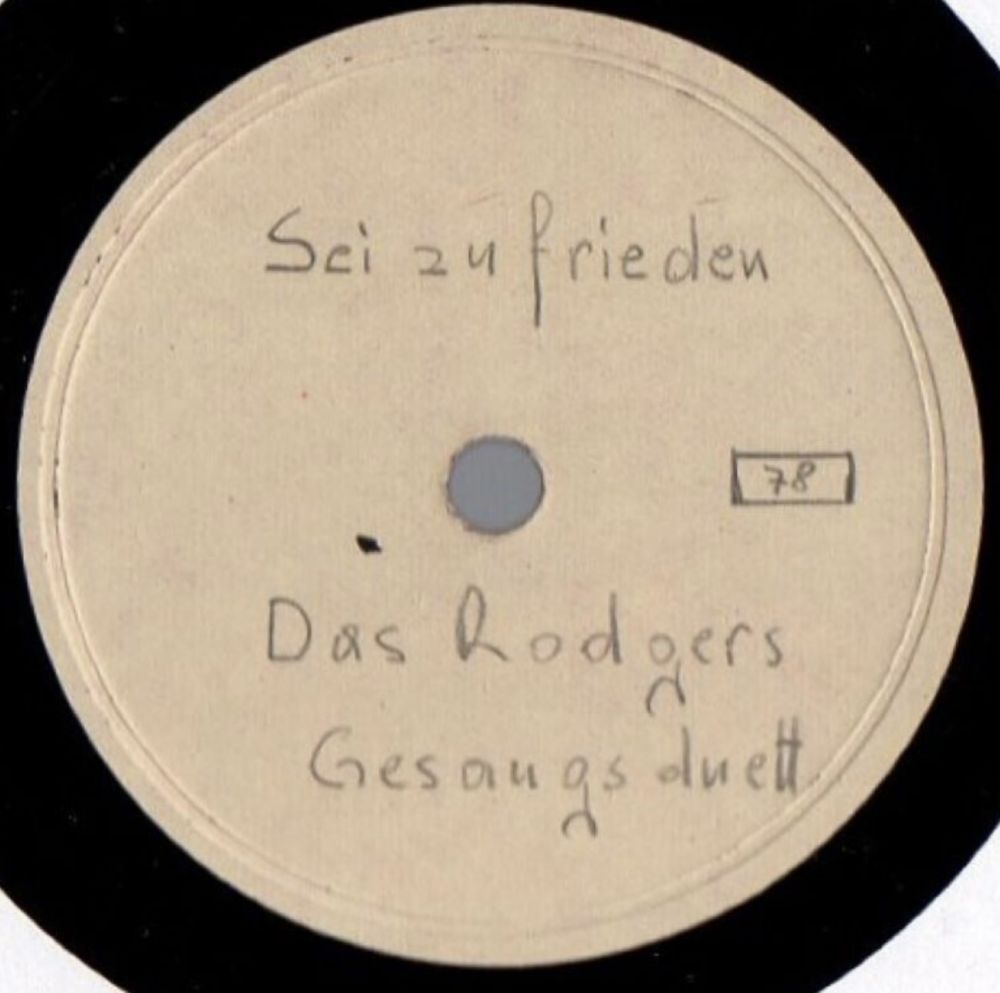 Sei zufrieden
78
Das Rodgers
Gesangsduett